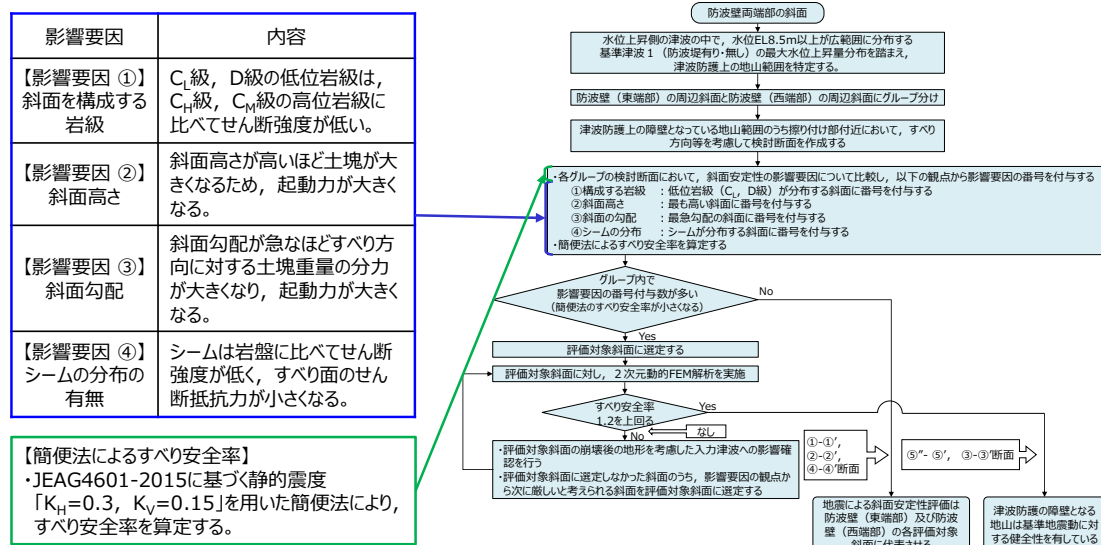 影響要因
内容
【影響要因 ①】
斜面を構成する
岩級
CL級，D級の低位岩級は，
CH級，CM級の高位岩級に
比べてせん断強度が低い。
【影響要因 ②】
斜面高さ
斜面高さが高いほど土塊が大
きくなるため，起動力が大きく
なる。
【影響要因 ③】
斜面勾配
斜面勾配が急なほどすべり方
向に対する土塊重量の分力
が大きくなり，起動力が大きく
なる。
【影響要因 ④】
シームの分布の
有無
シームは岩盤に比べてせん断
強度が低く，すべり面のせん
断抵抗力が小さくなる。
【簡便法によるすべり安全率】
・JEAG4601-2015に基づく静的震度
「KH=0.3，KV=0.15」を用いた簡便法により，
すべり安全率を算定する。
防波壁両端部の斜面
水位上昇側の津波の中で，水位EL8.5m以上が広範囲に分布する
基準津波１（防波堤有り・無し）の最大水位上昇量分布を踏まえ，
津波防護上の地山範囲を特定する。
防波壁（東端部）の周辺斜面と防波壁（西端部）の周辺斜面にグループ分け
津波防護上の障壁となっている地山範囲のうち擦り付け部付近において，すべり
方向等を考慮して検討断面を作成する
・各グループの検討断面において，斜面安定性の影響要因について比較し，以下の観点から影響要因の番号を付与する
①構成する岩級　：低位岩級（CL，D級）が分布する斜面に番号を付与する
②斜面高さ　：最も高い斜面に番号を付与する
③斜面の勾配　：最急勾配の斜面に番号を付与する
④シームの分布　：シームが分布する斜面に番号を付与する
・簡便法によるすべり安全率を算定する
グループ内で
影響要因の番号付与数が多い
（簡便法のすべり安全率が小さくなる）
No
Yes
評価対象斜面に選定する
評価対象斜面に対し，２次元動的FEM解析を実施
すべり安全率
1.2を上回る
Yes
No
なし
・評価対象斜面の崩壊後の地形を考慮した入力津波への影響確
認を行う
・評価対象斜面に選定しなかった斜面のうち，影響要因の観点か
ら次に厳しいと考えられる斜面を評価対象斜面に選定する
①-①’，
②-②’，
④-④’断面
⑤”- ⑤’， ③-③’断面
地震による斜面安定性評価は
防波壁（東端部）及び防波
壁（西端部）の各評価対象
斜面に代表させる
津波防護の障壁となる
地山は基準地震動に対
する健全性を有している